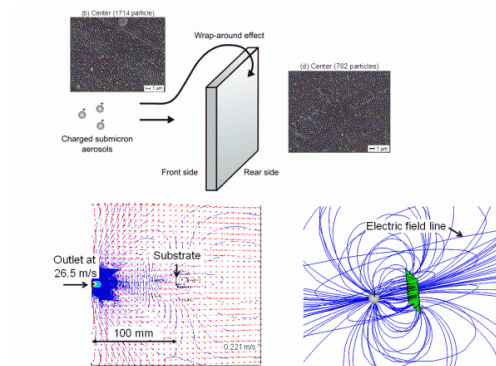 (b) Center (1714 particle)
Wrap-around effect
1 µm
(d) Center (762 particles)
1 µm
Charged submicron
aerosols
Front side
Rear side
Electric field line
Outlet at
26.5 m/s
Substrate
100 mm
0.221 m/s